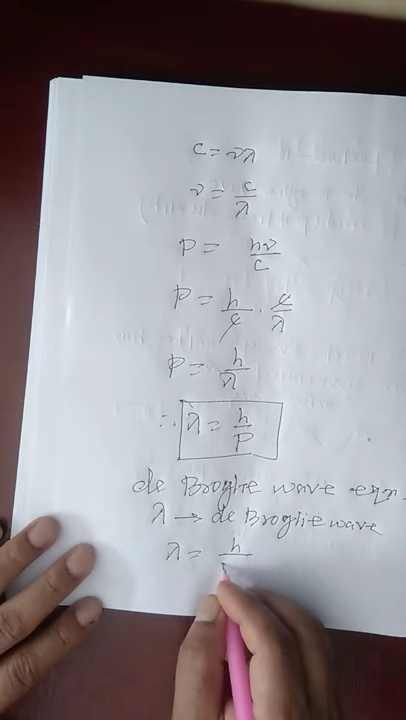 c = νλ
ν = c/λ
P = hν/c
P = h/c · c/λ
P = h/λ
∴ λ = h/P
de Broglie wave eqn.
λ → de Broglie wave
λ = h/